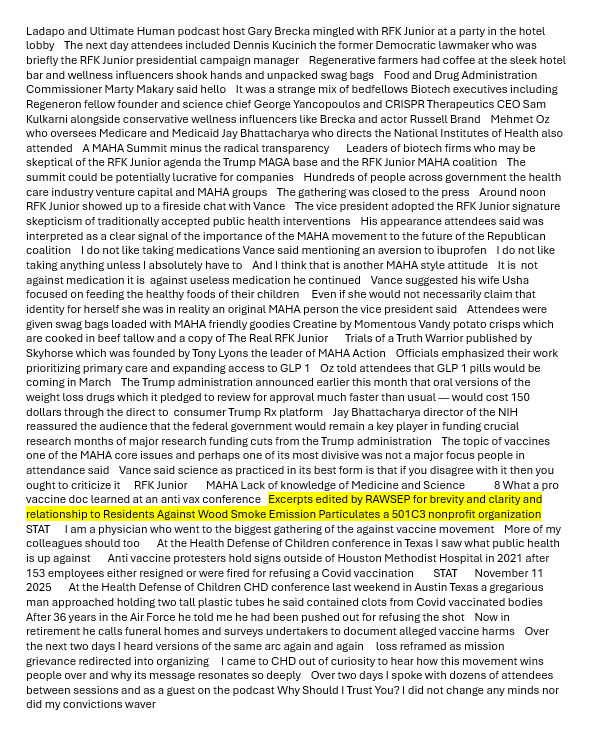 Ladapo and Ultimate Human podcast host Gary Brecka mingled with RFK Junior at a party in the hotel
lobby   The next day attendees included Dennis Kucinich the former Democratic lawmaker who was
briefly the RFK Junior presidential campaign manager   Regenerative farmers had coffee at the sleek hotel
bar and wellness influencers shook hands and unpacked swag bags   Food and Drug Administration
Commissioner Marty Makary said hello   It was a strange mix of bedfellows Biotech executives including
Regeneron fellow founder and science chief George Yancopoulos and CRISPR Therapeutics CEO Sam
Kulkarni alongside conservative wellness influencers like Brecka and actor Russell Brand   Mehmet Oz
who oversees Medicare and Medicaid Jay Bhattacharya who directs the National Institutes of Health also
attended   A MAHA Summit minus the radical transparency     Leaders of biotech firms who may be
skeptical of the RFK Junior agenda the Trump MAGA base and the RFK Junior MAHA coalition   The
summit could be potentially lucrative for companies   Hundreds of people across government the health
care industry venture capital and MAHA groups   The gathering was closed to the press   Around noon
RFK Junior showed up to a fireside chat with Vance   The vice president adopted the RFK Junior signature
skepticism of traditionally accepted public health interventions   His appearance attendees said was
interpreted as a clear signal of the importance of the MAHA movement to the future of the Republican
coalition   I do not like taking medications Vance said mentioning an aversion to ibuprofen   I do not like
taking anything unless I absolutely have to   And I think that is another MAHA style attitude   It is  not
against medication it is  against useless medication he continued   Vance suggested his wife Usha
focused on feeding the healthy foods of their children    Even if she would not necessarily claim that
identity for herself she was in reality an original MAHA person the vice president said   Attendees were
given swag bags loaded with MAHA friendly goodies Creatine by Momentous Vandy potato crisps which
are cooked in beef tallow and a copy of The Real RFK Junior      Trials of a Truth Warrior published by
Skyhorse which was founded by Tony Lyons the leader of MAHA Action   Officials emphasized their work
prioritizing primary care and expanding access to GLP 1   Oz told attendees that GLP 1 pills would be
coming in March   The Trump administration announced earlier this month that oral versions of the
weight loss drugs which it pledged to review for approval much faster than usual — would cost 150
dollars through the direct to  consumer Trump Rx platform   Jay Bhattacharya director of the NIH
reassured the audience that the federal government would remain a key player in funding crucial
research months of major research funding cuts from the Trump administration   The topic of vaccines
one of the MAHA core issues and perhaps one of its most divisive was not a major focus people in
attendance said   Vance said science as practiced in its best form is that if you disagree with it then you
ought to criticize it    RFK Junior     MAHA Lack of Medicine and Science         8 What a pro
vaccine doc learned at an anti vax conference   Excerpts edited by RAWSEP for brevity and clarity and
relationship to Residents Against Wood Smoke Emission Particulates a 501C3 nonprofit organization
STAT    I am a physician who went to the biggest gathering of the against vaccine movement   More of my
colleagues should too     At the Health Defense of Children conference in Texas I saw what public health
is up against     Anti vaccine protesters hold signs outside of Houston Methodist Hospital in 2021 after
153 employees either resigned or were fired for refusing a Covid vaccination      STAT     November 11
2025     At the Health Defense of Children CHD conference last weekend in Austin Texas a gregarious
man approached holding two tall plastic tubes he said contained clots from Covid vaccinated bodies
After 36 years in the Air Force he told me he had been pushed out for refusing the shot   Now in
retirement he calls funeral homes and surveys undertakers to document alleged vaccine harms   Over
the next two days I heard versions of the same arc again and again    loss reframed as mission
grievance redirected into organizing    I came to CHD out of curiosity to hear how this movement wins
people over and why its message resonates so deeply   Over two days I spoke with dozens of attendees
between sessions and as a guest on the podcast Why Should I Trust You? I did not change any minds nor
did my convictions waver